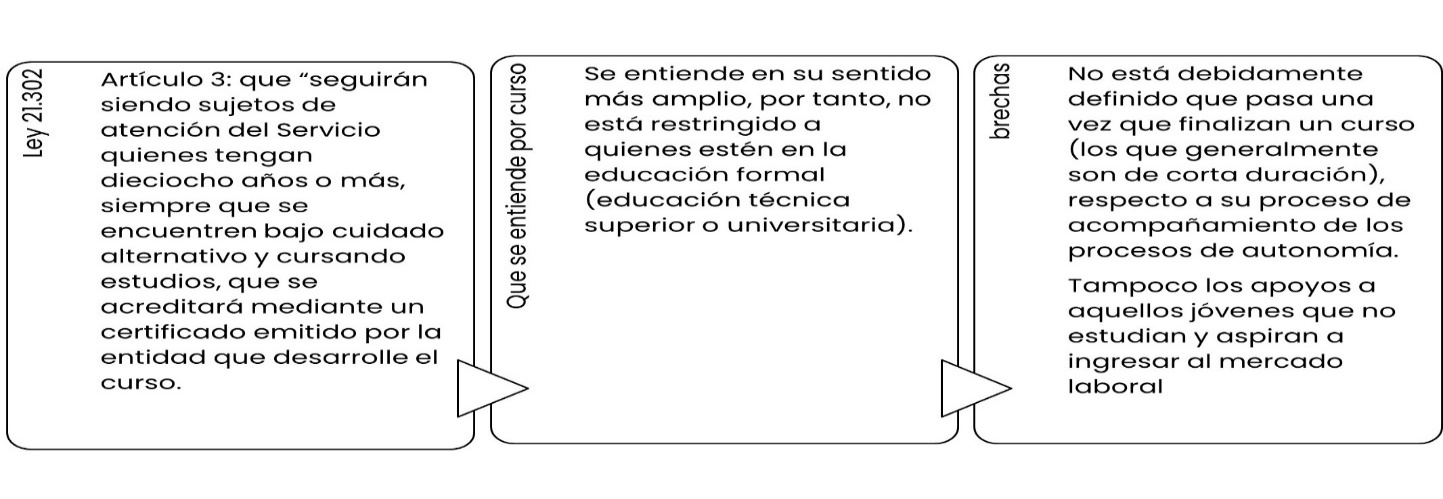 Ley 21.302
Artículo 3: que “seguirán
siendo sujetos de
atención del Servicio
quienes tengan
dieciocho años o más,
siempre que se
encuentren bajo cuidado
alternativo y cursando
estudios, que se
acreditará mediante un
certificado emitido por la
entidad que desarrolle el
curso.
Que se entiende por curso
Se entiende en su sentido
más amplio, por tanto, no
está restringido a
quienes estén en la
educación formal
(educación técnica
superior o universitaria).
brechas
No está debidamente
definido que pasa una
vez que finalizan un curso
(los que generalmente
son de corta duración),
respecto a su proceso de
acompañamiento de los
procesos de autonomía.
Tampoco los apoyos a
aquellos jóvenes que no
estudian y aspiran a
ingresar al mercado
laboral